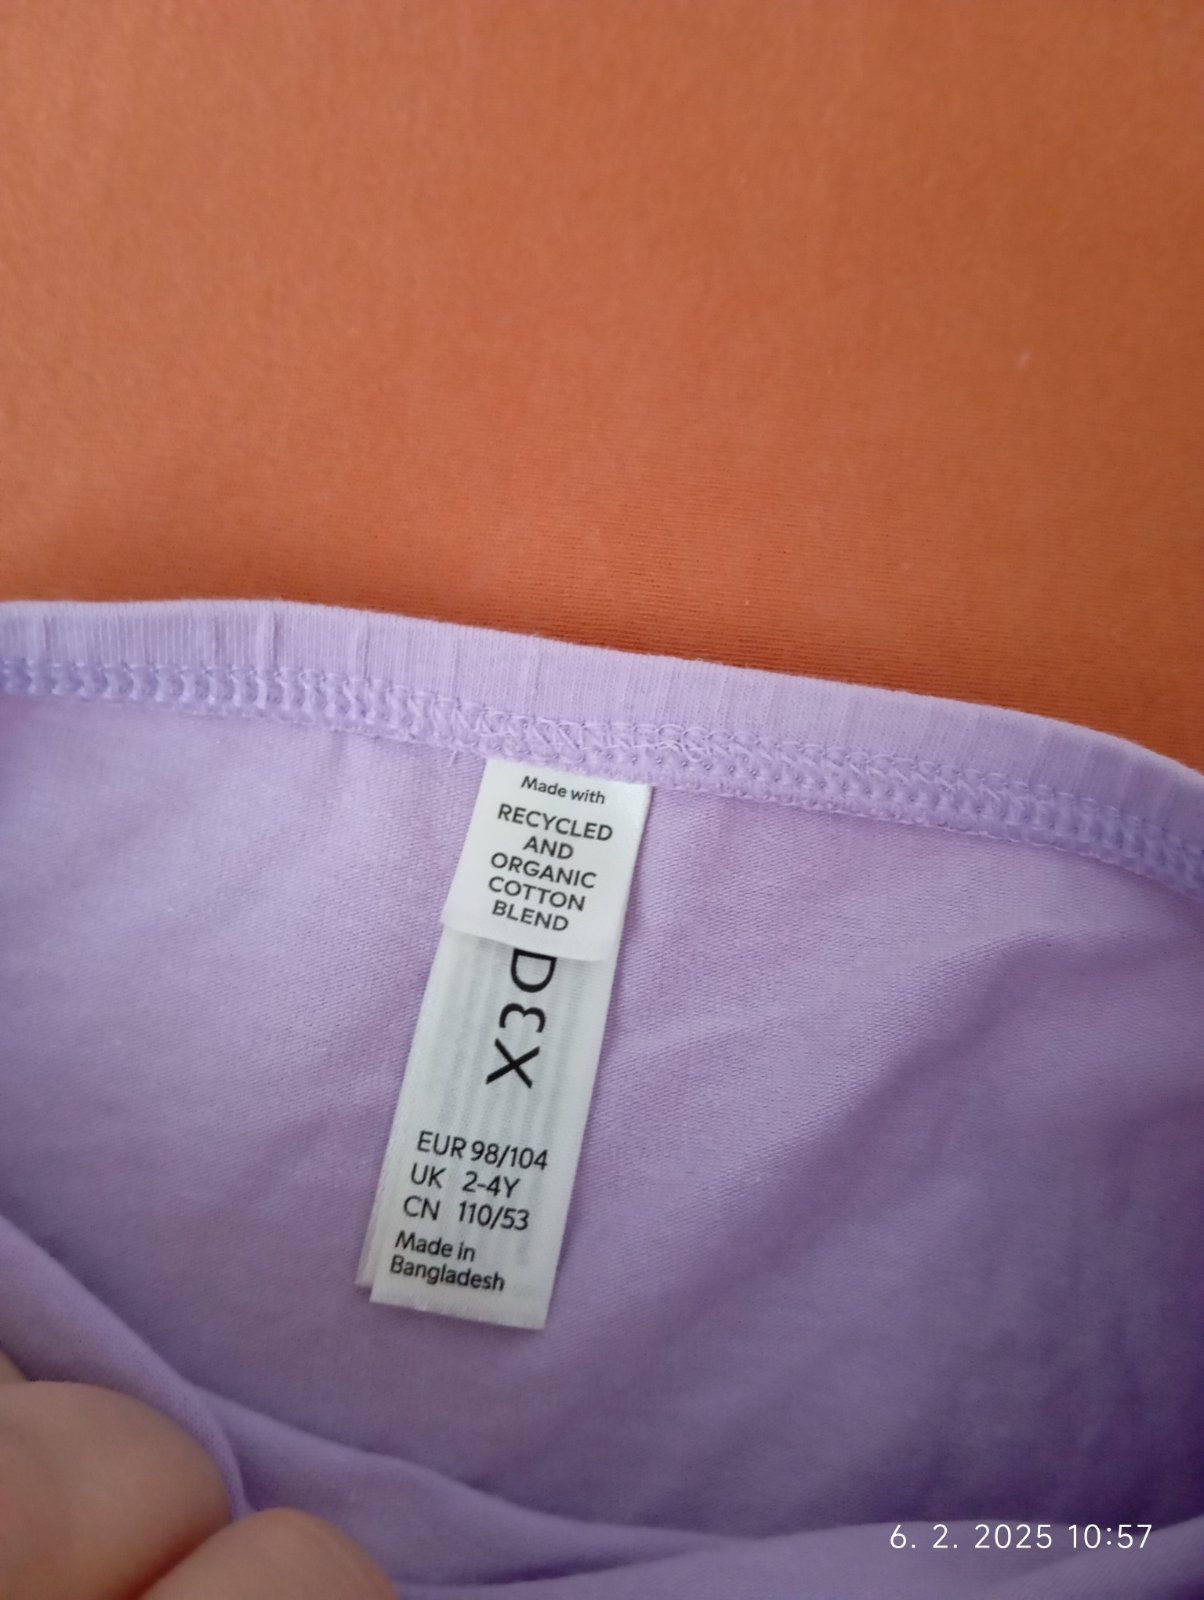 Made with
RECYCLED
AND
ORGANIC
COTTON
BLEND
EUR 98/104
UK 2-4Y
CN 110/53
Made in
Bangladesh
6. 2. 2025 10:57